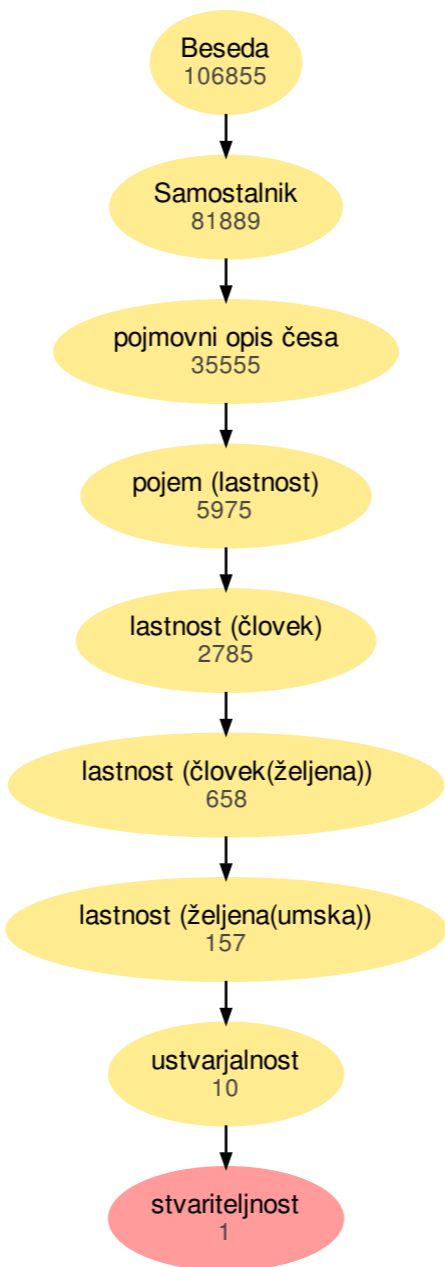 Beseda
106855
Samostalnik
81889
pojmovni opis česa
35555
pojem (lastnost)
5975
lastnost (človek)
2785
lastnost (človek(željena))
658
lastnost (željena(umska))
157
ustvarjalnost
10
stvariteljnost
1